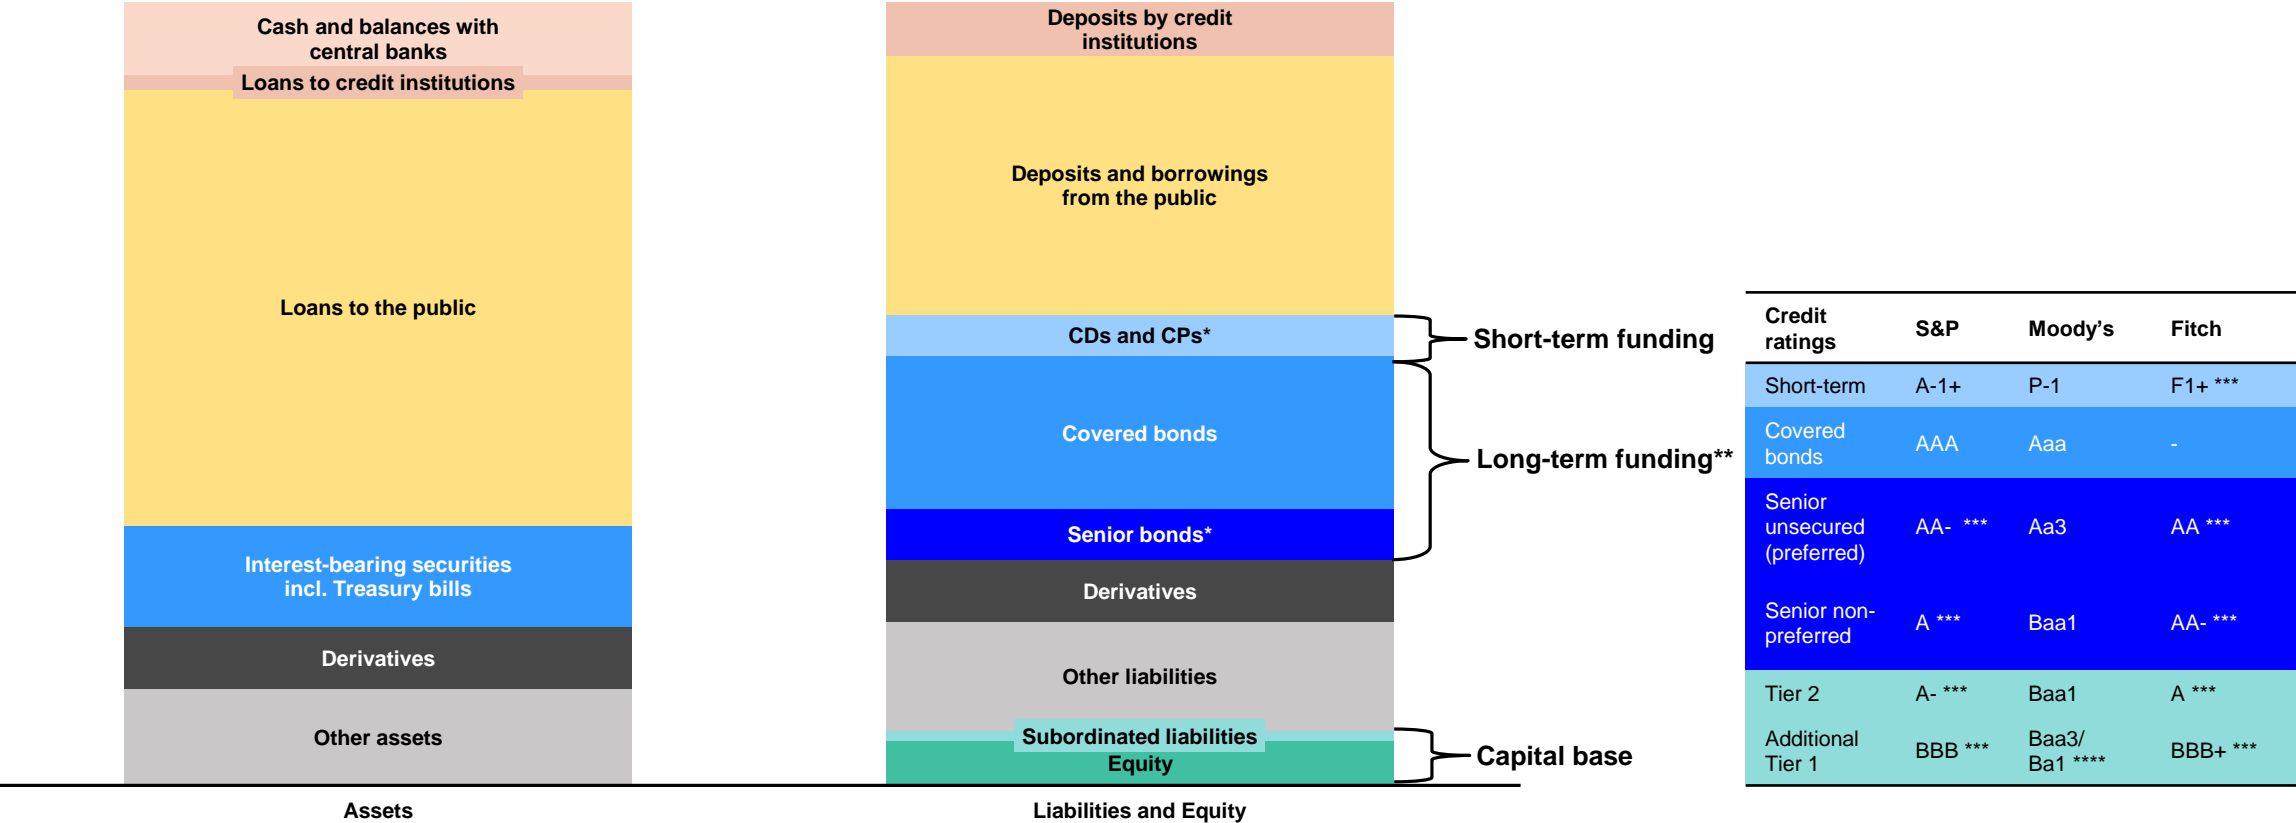 Cash and balances with
central banks
Loans to credit institutions
Loans to the public
Interest-bearing securities
incl. Treasury bills
Derivatives
Other assets
Assets
Deposits by credit
institutions
Deposits and borrowings
from the public
CDs and CPs*
Covered bonds
Senior bonds*
Derivatives
Other liabilities
Subordinated liabilities
Equity
Liabilities and Equity
Short-term funding
Long-term funding**
Capital base
Credit
ratings
S&P
Moody’s
Fitch
Short-term
A-1+
P-1
F1+ ***
Covered
bonds
AAA
Aaa
-
Senior
unsecured
(preferred)
AA- ***
Aa3
AA ***
Senior non-
preferred
A ***
Baa1
AA- ***
Tier 2
A- ***
Baa1
A ***
Additional
Tier 1
BBB ***
Baa3/
Ba1 ****
BBB+ ***